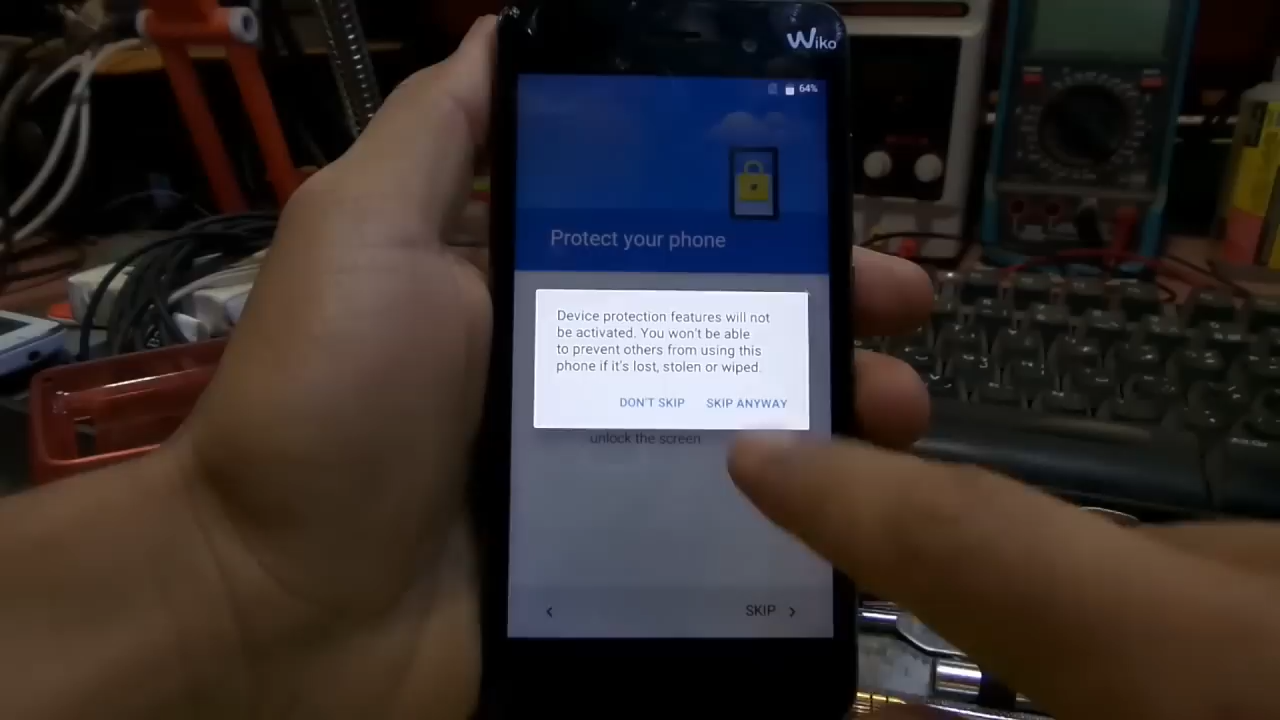 Wiko
64%
Protect your phone
Device protection features will not
be activated. You won't be able
to prevent others from using this
phone if it's lost, stolen or wiped.
DON'T SKIP SKIP ANYWAY
unlock the screen
SKIP